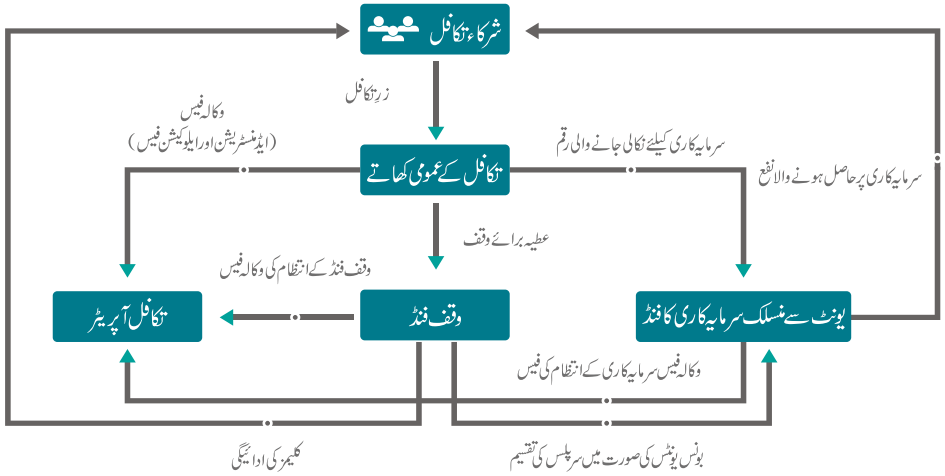 شرکاء تکافل
زرِ تکافل
وکالہ فیس
(ایڈمنسٹریشن اور ایلوکیشن فیس)
سرمایہ کاری کیلئے نکالی جانے والی رقم
تکافل کے عمومی کھاتے
سرمایہ کاری پر حاصل ہونے والا نفع
عطیہ برائے وقف
وقف فنڈ کے انتظام کی وکالہ فیس
یونٹ سے منسلک سرمایہ کاری کا فنڈ
وقف فنڈ
تکافل آپریٹر
وکالہ فیس سرمایہ کاری کے انتظام کی فیس
بونس یونٹس کی صورت میں سرپلس کی تقسیم
کلیمز کی ادائیگی